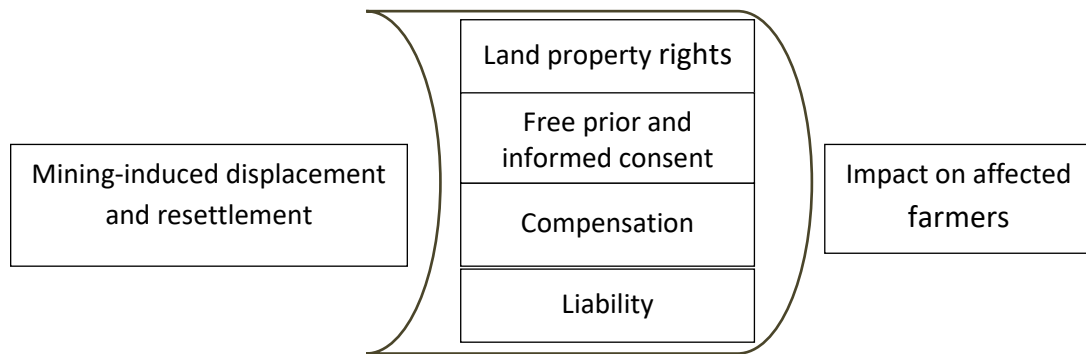 Mining-induced displacement
and resettlement
Land property rights
Free prior and
informed consent
Compensation
Liability
Impact on affected
farmers